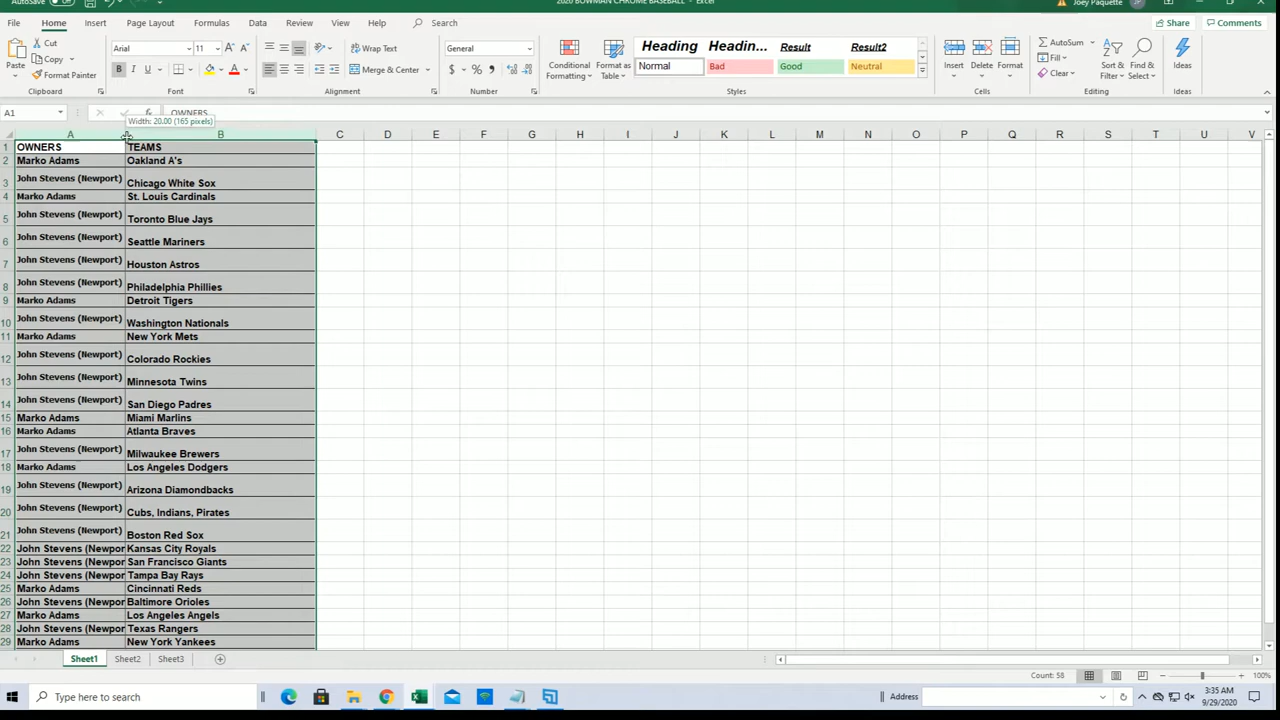 AutoSave Off
2020 BOWMAN CHROME BASEBALL - Excel
Joey Paquette JP
File Home Insert Page Layout Formulas Data Review View Help Search Share Comments
Paste Cut Copy Format Painter
Arial 11 A A
B I U A
Wrap Text
Merge & Center
General
$ %
Conditional Formatting Format as Table
Heading Headin... Result Result2
Normal Bad Good Neutral
Insert Delete Format
AutoSum Fill Clear
Sort & Filter Find & Select Ideas
Clipboard Font Alignment Number Styles Cells Editing Ideas
A1 fx OWNERS
Width: 20.00 (165 pixels)
A B C D E F G H I J K L M N O P Q R S T U V
1 OWNERS TEAMS
2 Marko Adams Oakland A's
3 John Stevens (Newport) Chicago White Sox
4 Marko Adams St. Louis Cardinals
5 John Stevens (Newport) Toronto Blue Jays
6 John Stevens (Newport) Seattle Mariners
7 John Stevens (Newport) Houston Astros
8 John Stevens (Newport) Philadelphia Phillies
9 Marko Adams Detroit Tigers
10 John Stevens (Newport) Washington Nationals
11 Marko Adams New York Mets
12 John Stevens (Newport) Colorado Rockies
13 John Stevens (Newport) Minnesota Twins
14 John Stevens (Newport) San Diego Padres
15 Marko Adams Miami Marlins
16 Marko Adams Atlanta Braves
17 John Stevens (Newport) Milwaukee Brewers
18 Marko Adams Los Angeles Dodgers
19 John Stevens (Newport) Arizona Diamondbacks
20 John Stevens (Newport) Cubs, Indians, Pirates
21 John Stevens (Newport) Boston Red Sox
22 John Stevens (Newpor Kansas City Royals
23 John Stevens (Newpor San Francisco Giants
24 John Stevens (Newpor Tampa Bay Rays
25 Marko Adams Cincinnati Reds
26 John Stevens (Newpor Baltimore Orioles
27 Marko Adams Los Angeles Angels
28 John Stevens (Newpor Texas Rangers
29 Marko Adams New York Yankees
Sheet1 Sheet2 Sheet3
Count: 58 100%
Type here to search
Address
3:35 AM
9/29/2020